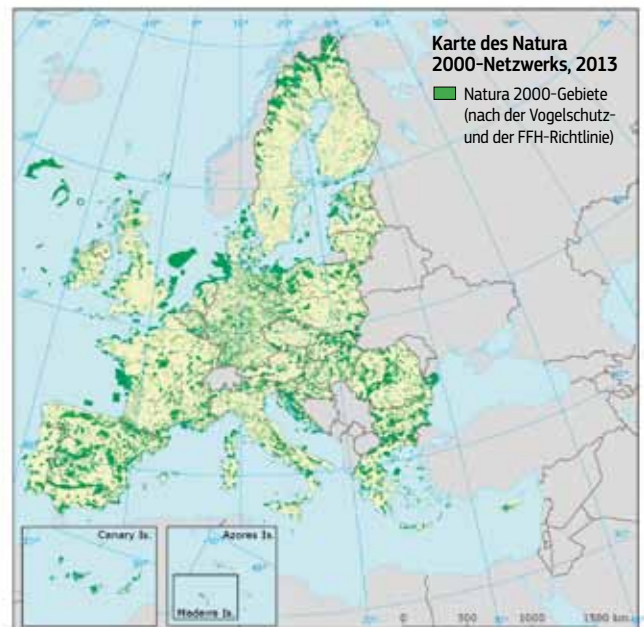 Karte des Natura
2000-Netzwerks, 2013
Natura 2000-Gebiete
(nach der Vogelschutz-
und der FFH-Richtlinie)
Canary Is.
Azores Is.
Madeira Is.
0 500 1000 1500 km